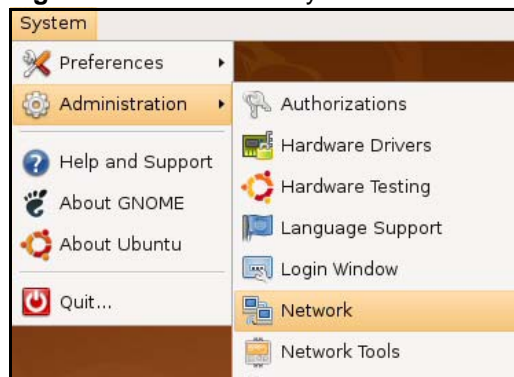 System
Preferences
Administration
Help and Support
About GNOME
About Ubuntu
Quit...
Authorizations
Hardware Drivers
Hardware Testing
Language Support
Login Window
Network
Network Tools